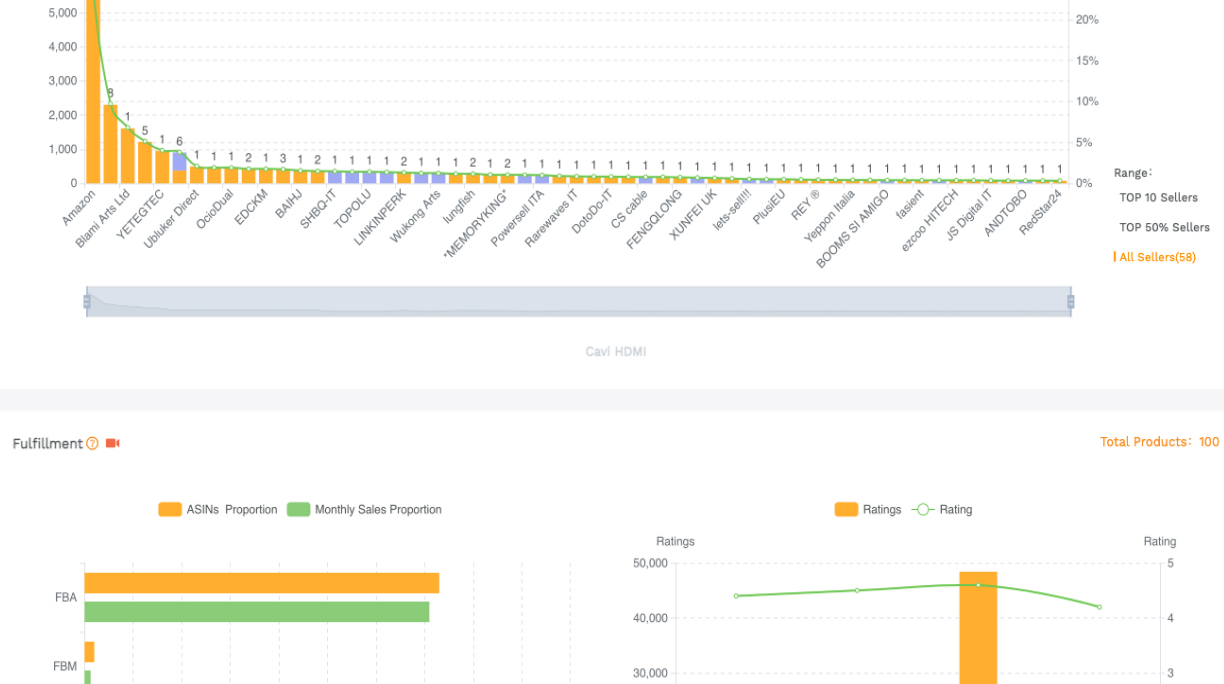 5,000
20%
4,000
15%
3,000
10%
8
2,000
1
5%
5
1
6
1,000
1 1 1 2 1 3 1 2 1 1 1 1 2 1 1 1 2 1 2 1 1 1 1 1 1 1 1 1 1 1 1 1 1 1 1 1 1 1 1 1 1 1 1 1 1 1 1 1 1 1 1
0
0%
Amazon
Blami Arts Ltd
YETEGTEC
Ubluker Direct
OcioDual
EDCKM
BAIHJ
SHBQ-IT
TOPOLU
LINKINPERK
Wukong Arts
lungfish
*MEMORYKING*
Powersell ITA
Rarewaves IT
DotoDo-IT
CS cable
FENGQLONG
XUNFEI UK
lets-sell!!!
PlusEU
REY ®
Yeppon Italia
BOOMS SI AMIGO
fasient
ezcoo HITECH
JS Digital IT
ANDTOBO
RedStar24
Range:
TOP 10 Sellers
TOP 50% Sellers
All Sellers(58)
Cavi HDMI
Fulfillment ?
Total Products: 100
ASINs Proportion
Monthly Sales Proportion
FBA
FBM
Ratings
Rating
Ratings
Rating
50,000
5
40,000
4
30,000
3